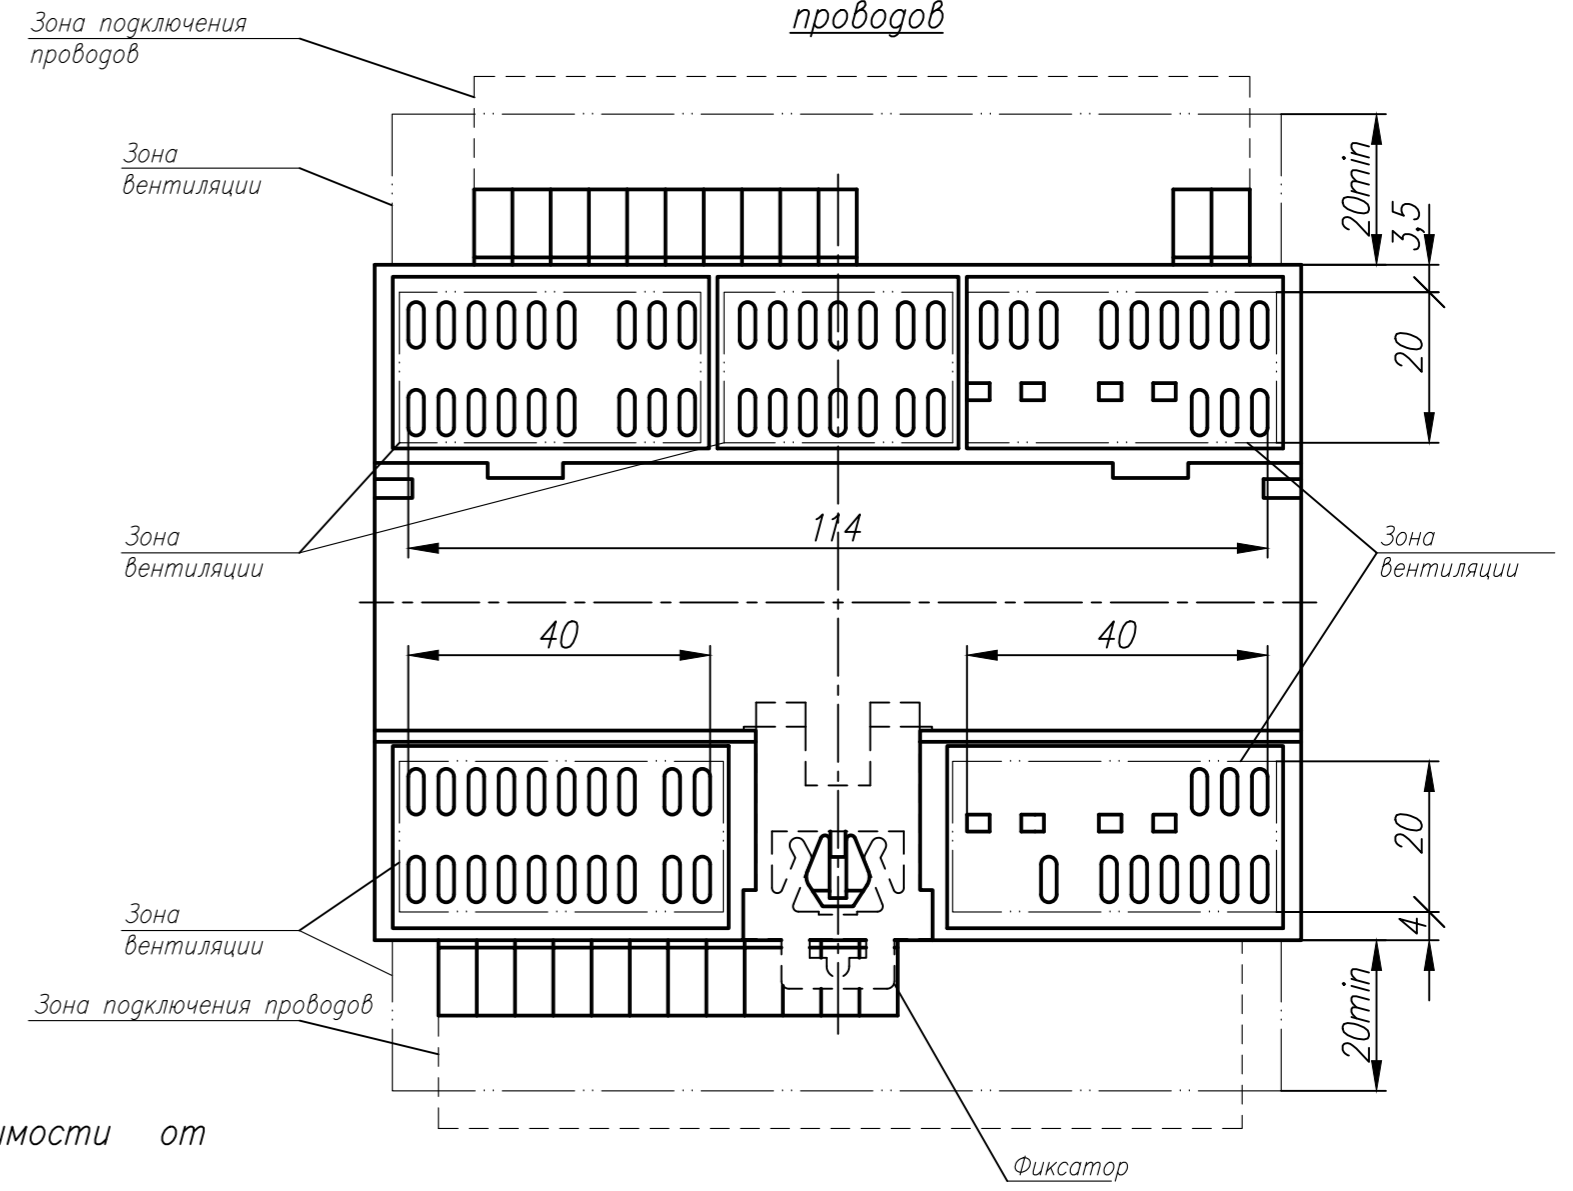 проводов
Зона подключения
проводов
Зона
вентиляции
20min
3,5
20
114
Зона
вентиляции
Зона
вентиляции
40
40
20
4
Зона
вентиляции
Зона подключения проводов
20min
имости от
Фиксатор